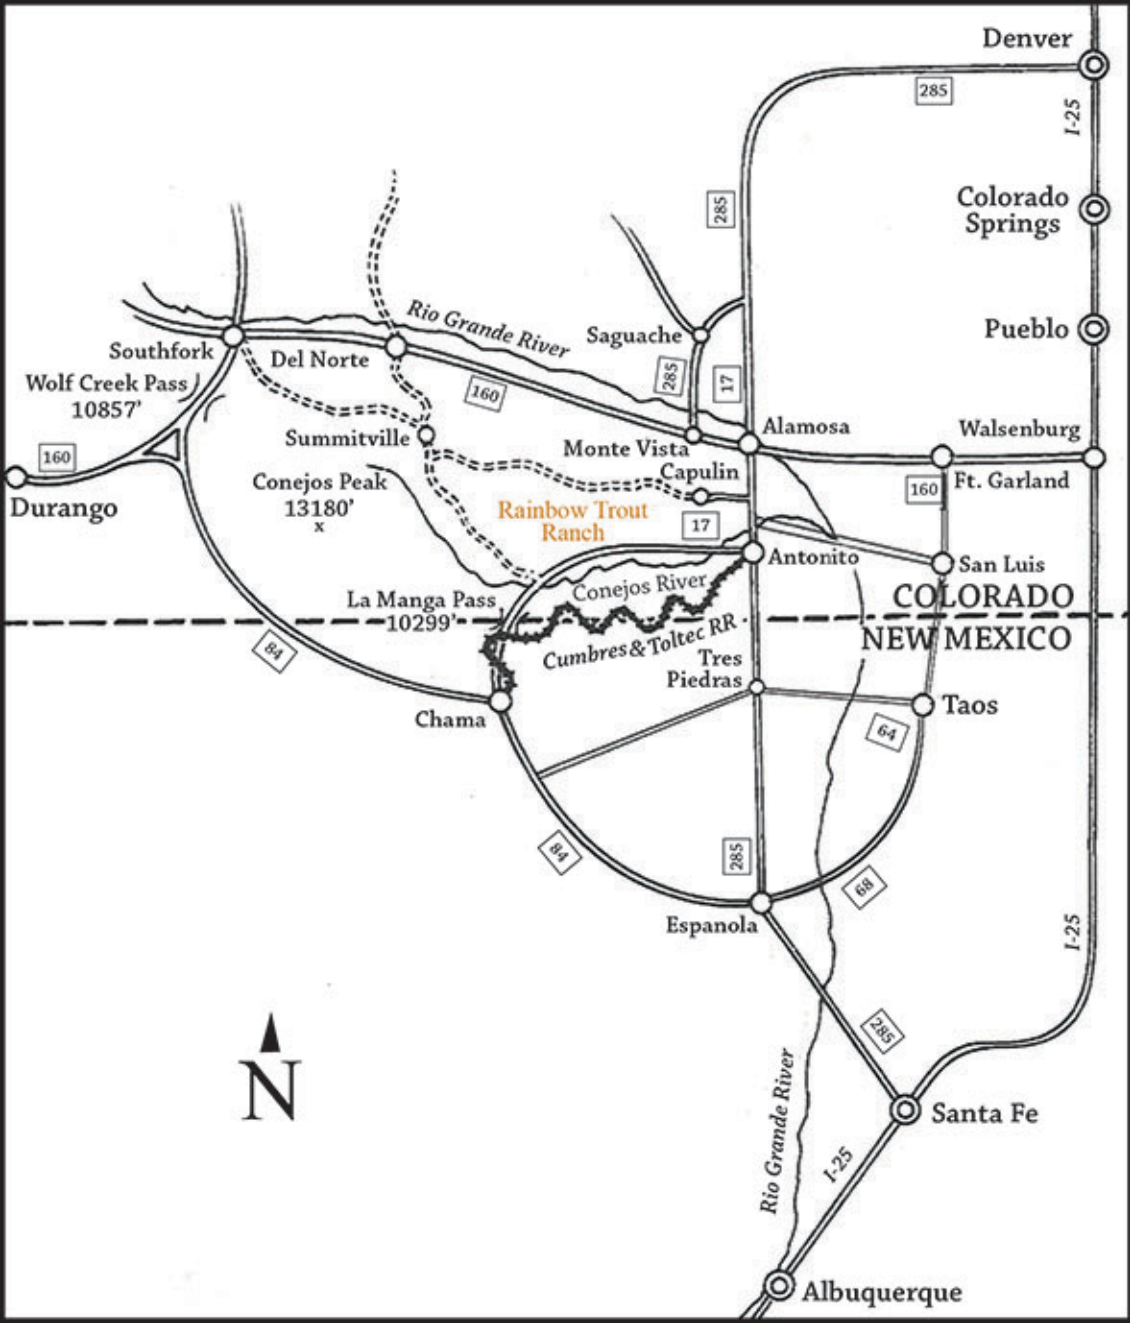 Denver
285
I-25
285
Colorado
Springs
Rio Grande River
Saguache
Pueblo
Southfork
Del Norte
285
17
Wolf Creek Pass
10857'
160
Alamosa
Walsenburg
Summitville
Monte Vista
160
Capulin
Durango
Conejos Peak
13180'
x
160
Ft. Garland
Rainbow Trout
Ranch
17
Antonito
San Luis
Conejos River
La Manga Pass
10299'
COLORADO
NEW MEXICO
Cumbres & Toltec RR
84
Tres
Piedras
Chama
Taos
64
84
285
68
Espanola
I-25
285
N
Rio Grande River
Santa Fe
I-25
Albuquerque